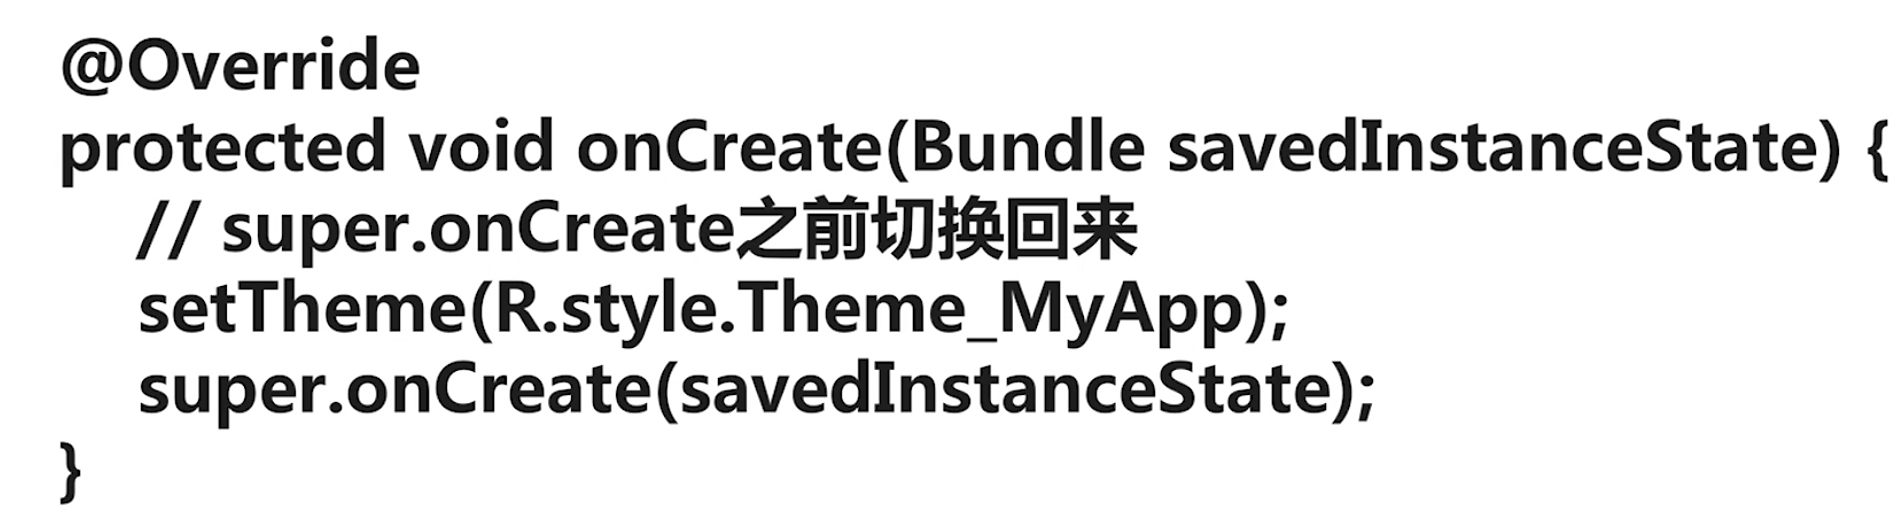 @Override
protected void onCreate(Bundle savedInstanceState) {
// super.onCreate之前切换回来
setTheme(R.style.Theme_MyApp);
super.onCreate(savedInstanceState);
}